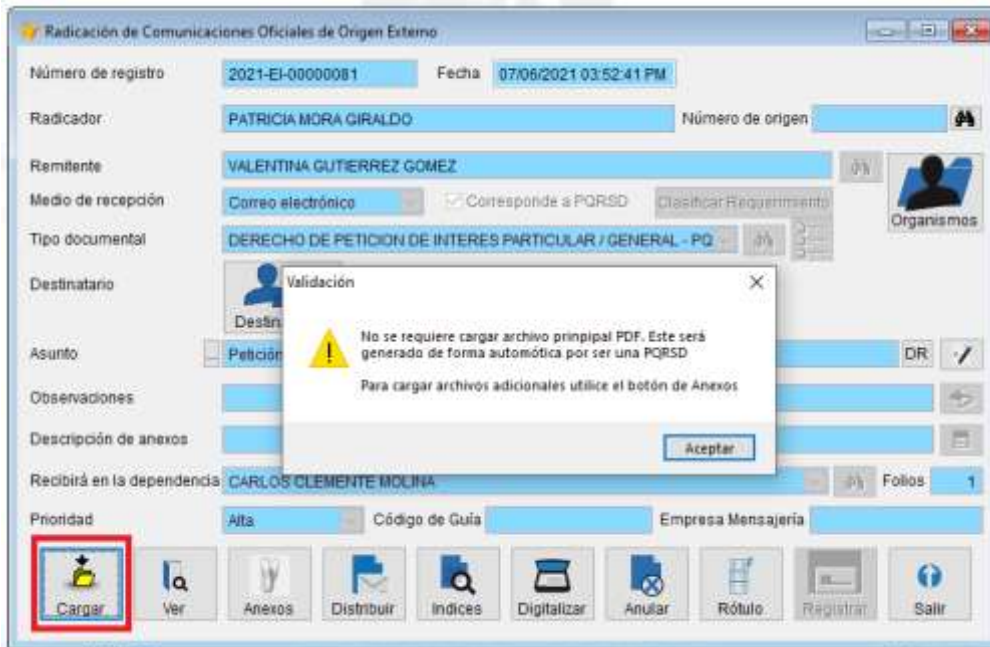 Radicación de Comunicaciones Oficiales de Origen Externo
Número de registro 2021-EI-00000081 Fecha 07/06/2021 03:52:41 PM
Radicador PATRICIA MORA GIRALDO Número de origen
Remitente VALENTINA GUTIERREZ GOMEZ
Medio de recepción Correo electrónico Corresponde a PQRSD Clasificar Requerimiento
Organismos
Tipo documental DERECHO DE PETICION DE INTERES PARTICULAR / GENERAL - PQ
Destinatario
Destin
Validación
No se requiere cargar archivo prinpipal PDF. Este será
generado de forma automótica por ser una PQRSD
Para cargar archivos adicionales utilice el botón de Anexos
Aceptar
Asunto Petición DR
Observaciones
Descripción de anexos
Recibirá en la dependencia CARLOS CLEMENTE MOLINA Folios 1
Prioridad Alta Código de Guía Empresa Mensajería
Cargar Ver Anexos Distribuir Indices Digitalizar Anular Rótulo Registrar Salir